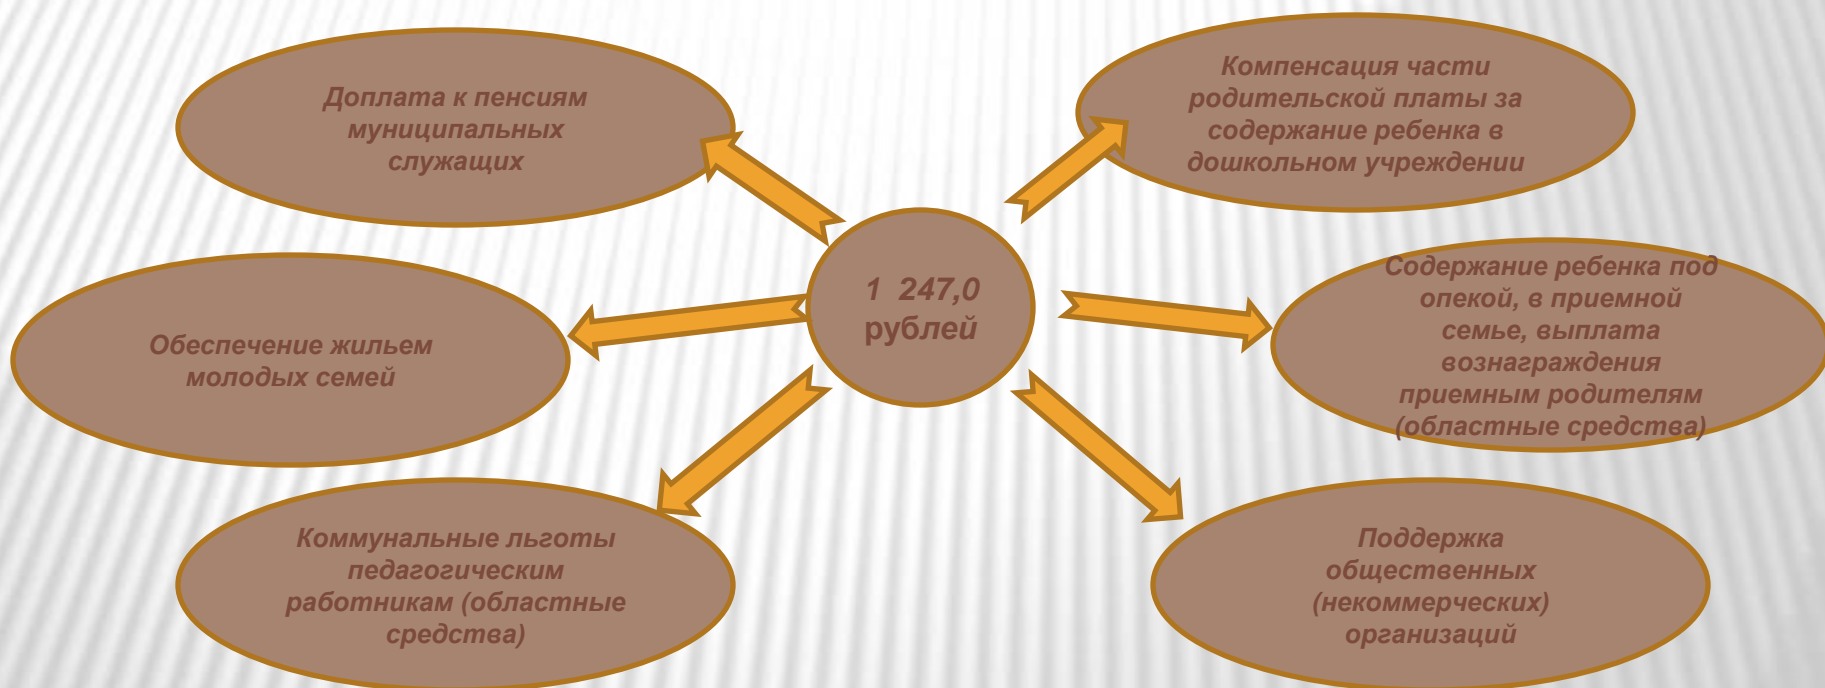 Доплата к пенсиям
муниципальных
служащих
Компенсация части
родительской платы за
содержание ребенка в
дошкольном учреждении
1 247,0
рублей
Обеспечение жильем
молодых семей
Содержание ребенка под
опекой, в приемной
семье, выплата
вознаграждения
приемным родителям
(областные средства)
Коммунальные льготы
педагогическим
работникам (областные
средства)
Поддержка
общественных
(некоммерческих)
организаций